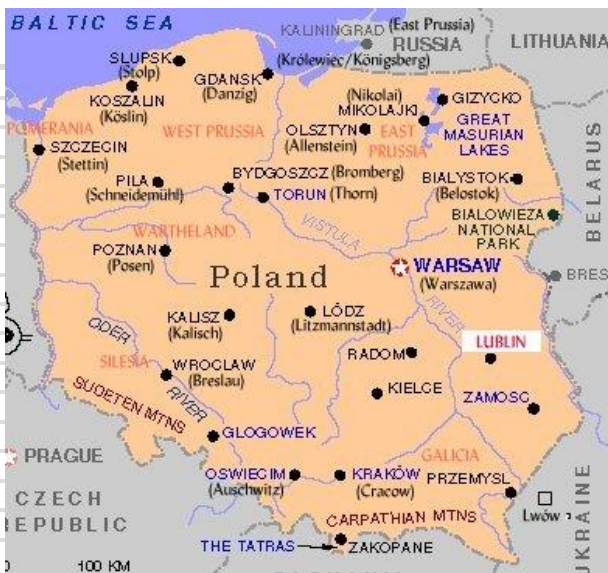 BALTIC SEA
KALININGRAD (East Prussia)
RUSSIA
(Królewiec/Königsberg)
LITHUANIA
SLUPSK
(Stolp)
GDANSK
(Danzig)
KOSZALIN
(Köslin)
(Nikolai)
MIKOLAJKI
GIZYCKO
POMERANIA
WEST PRUSSIA
OLSZTYN
(Allenstein)
EAST
PRUSSIA
GREAT
MASURIAN
LAKES
SZCZECIN
(Stettin)
PILA
(Schneidemühl)
BYDGOSZCZ (Bromberg)
TORUN (Thorn)
BIALYSTOK
(Belostok)
BELARUS
BIALOWIEZA
NATIONAL
PARK
WARTHELAND
VISTULA
POZNAN
(Posen)
Poland
WARSAW
(Warszawa)
BRES
KALISZ
(Kalisch)
LÓDZ
(Litzmannstadt)
RIVER
ODER
RADOM
LUBLIN
SILESIA
WROCLAW
(Breslau)
KIELCE
ZAMOSC
SUDETEN MTNS
RIVER
GLOGOWEK
PRAGUE
GALICIA
OSWIECIM
(Auschwitz)
KRAKÓW
(Cracow)
PRZEMYSL
Lwów
UKRAINE
CZECH
REPUBLIC
CARPATHIAN MTNS
THE TATRAS
ZAKOPANE
0 100 KM